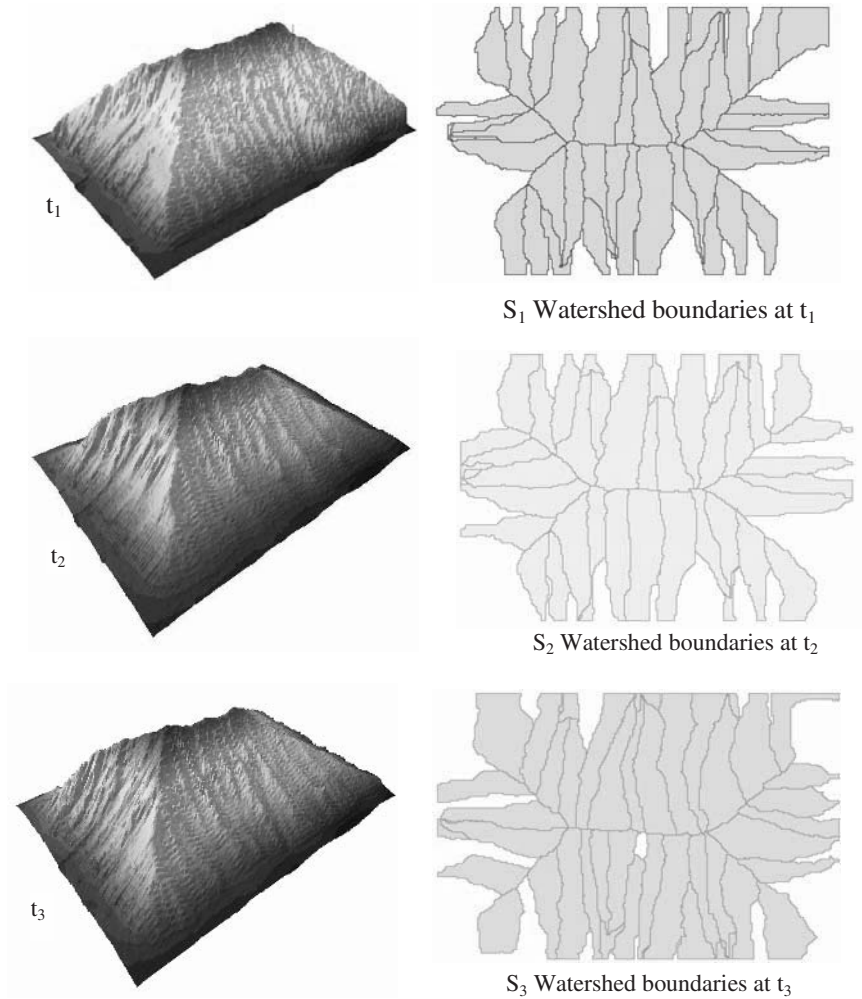 t₁
S₁ Watershed boundaries at t₁
t₂
S₂ Watershed boundaries at t₂
t₃
S₃ Watershed boundaries at t₃